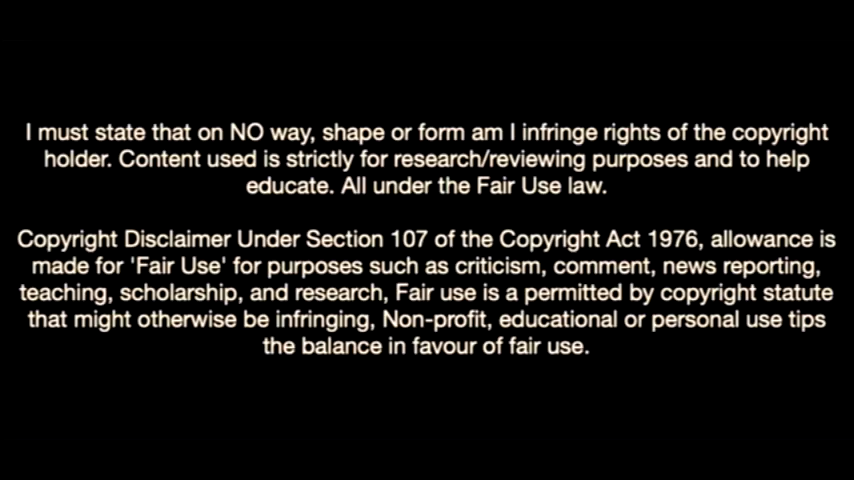 I must state that on NO way, shape or form am I infringe rights of the copyright
holder. Content used is strictly for research/reviewing purposes and to help
educate. All under the Fair Use law.
Copyright Disclaimer Under Section 107 of the Copyright Act 1976, allowance is
made for 'Fair Use' for purposes such as criticism, comment, news reporting,
teaching, scholarship, and research, Fair use is a permitted by copyright statute
that might otherwise be infringing, Non-profit, educational or personal use tips
the balance in favour of fair use.